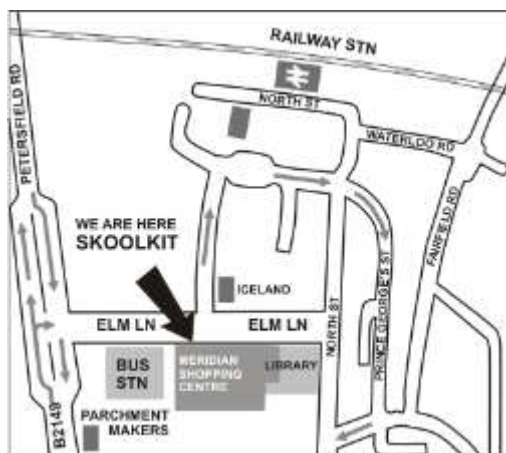 RAILWAY STN
NORTH ST
PETERSFIELD RD
WATERLOO RD
WE ARE HERE
SKOOLKIT
FAIRFIELD RD
ICELAND
ELM LN
ELM LN
NORTH ST
PRINCE GEORGE'S ST
BUS
STN
MERIDIAN
SHOPPING
CENTRE
LIBRARY
PARCHMENT
MAKERS
B2149